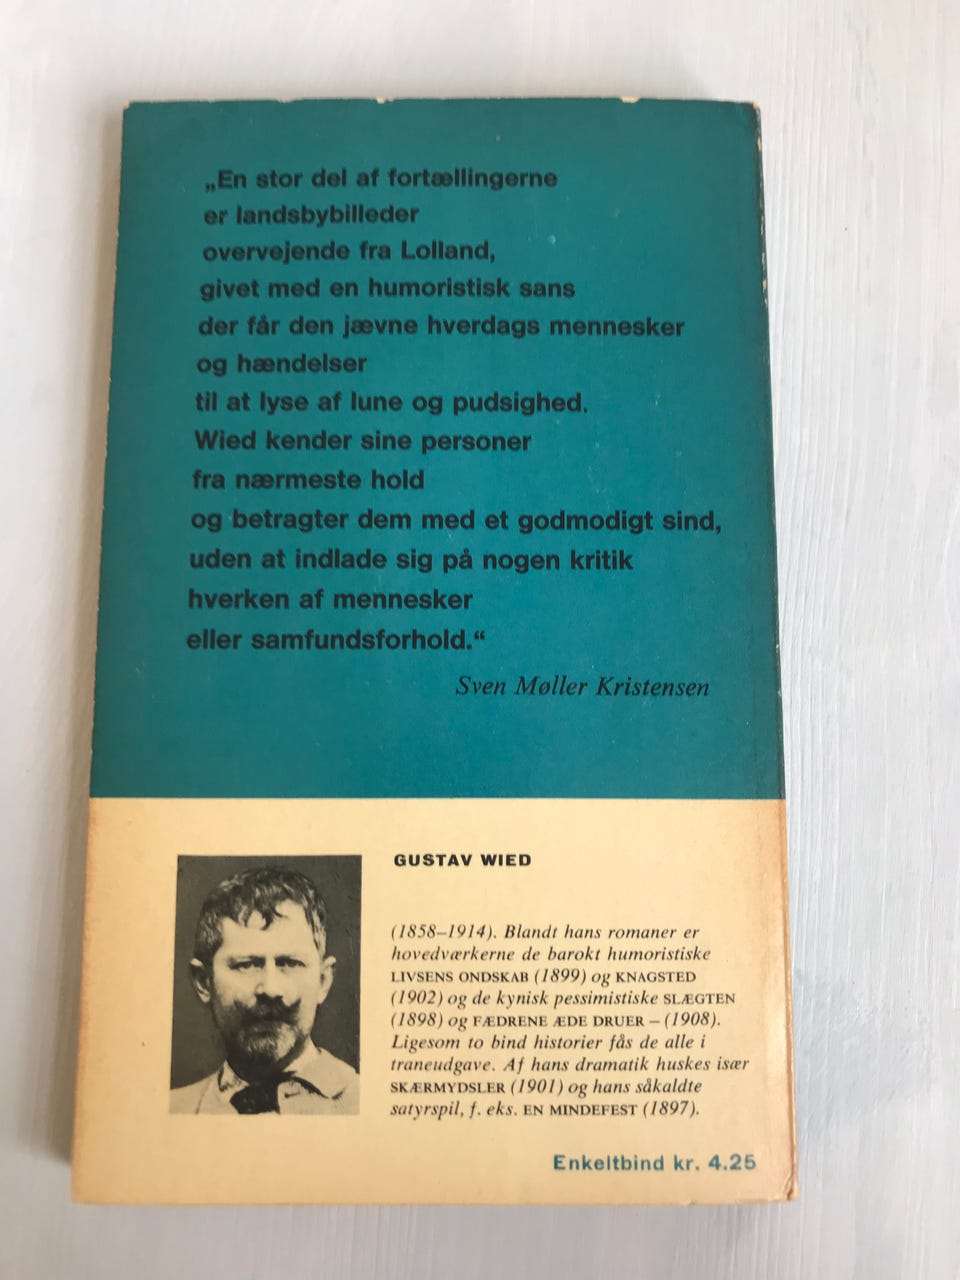 „En stor del af fortællingerne
er landsbybilleder
overvejende fra Lolland,
givet med en humoristisk sans
der får den jævne hverdags mennesker
og hændelser
til at lyse af lune og pudsighed.
Wied kender sine personer
fra nærmeste hold
og betragter dem med et godmodigt sind,
uden at indlade sig på nogen kritik
hverken af mennesker
eller samfundsforhold.“
Sven Møller Kristensen
GUSTAV WIED
(1858–1914). Blandt hans romaner er
hovedværkerne de barokt humoristiske
LIVSENS ONDSKAB (1899) og KNAGSTED
(1902) og de kynisk pessimistiske SLÆGTEN
(1898) og FÆDRENE ÆDE DRUER – (1908).
Ligesom to bind historier fås de alle i
traneudgave. Af hans dramatik huskes især
SKÆRMYDSLER (1901) og hans såkaldte
satyrspil, f. eks. EN MINDEFEST (1897).
Enkeltbind kr. 4.25